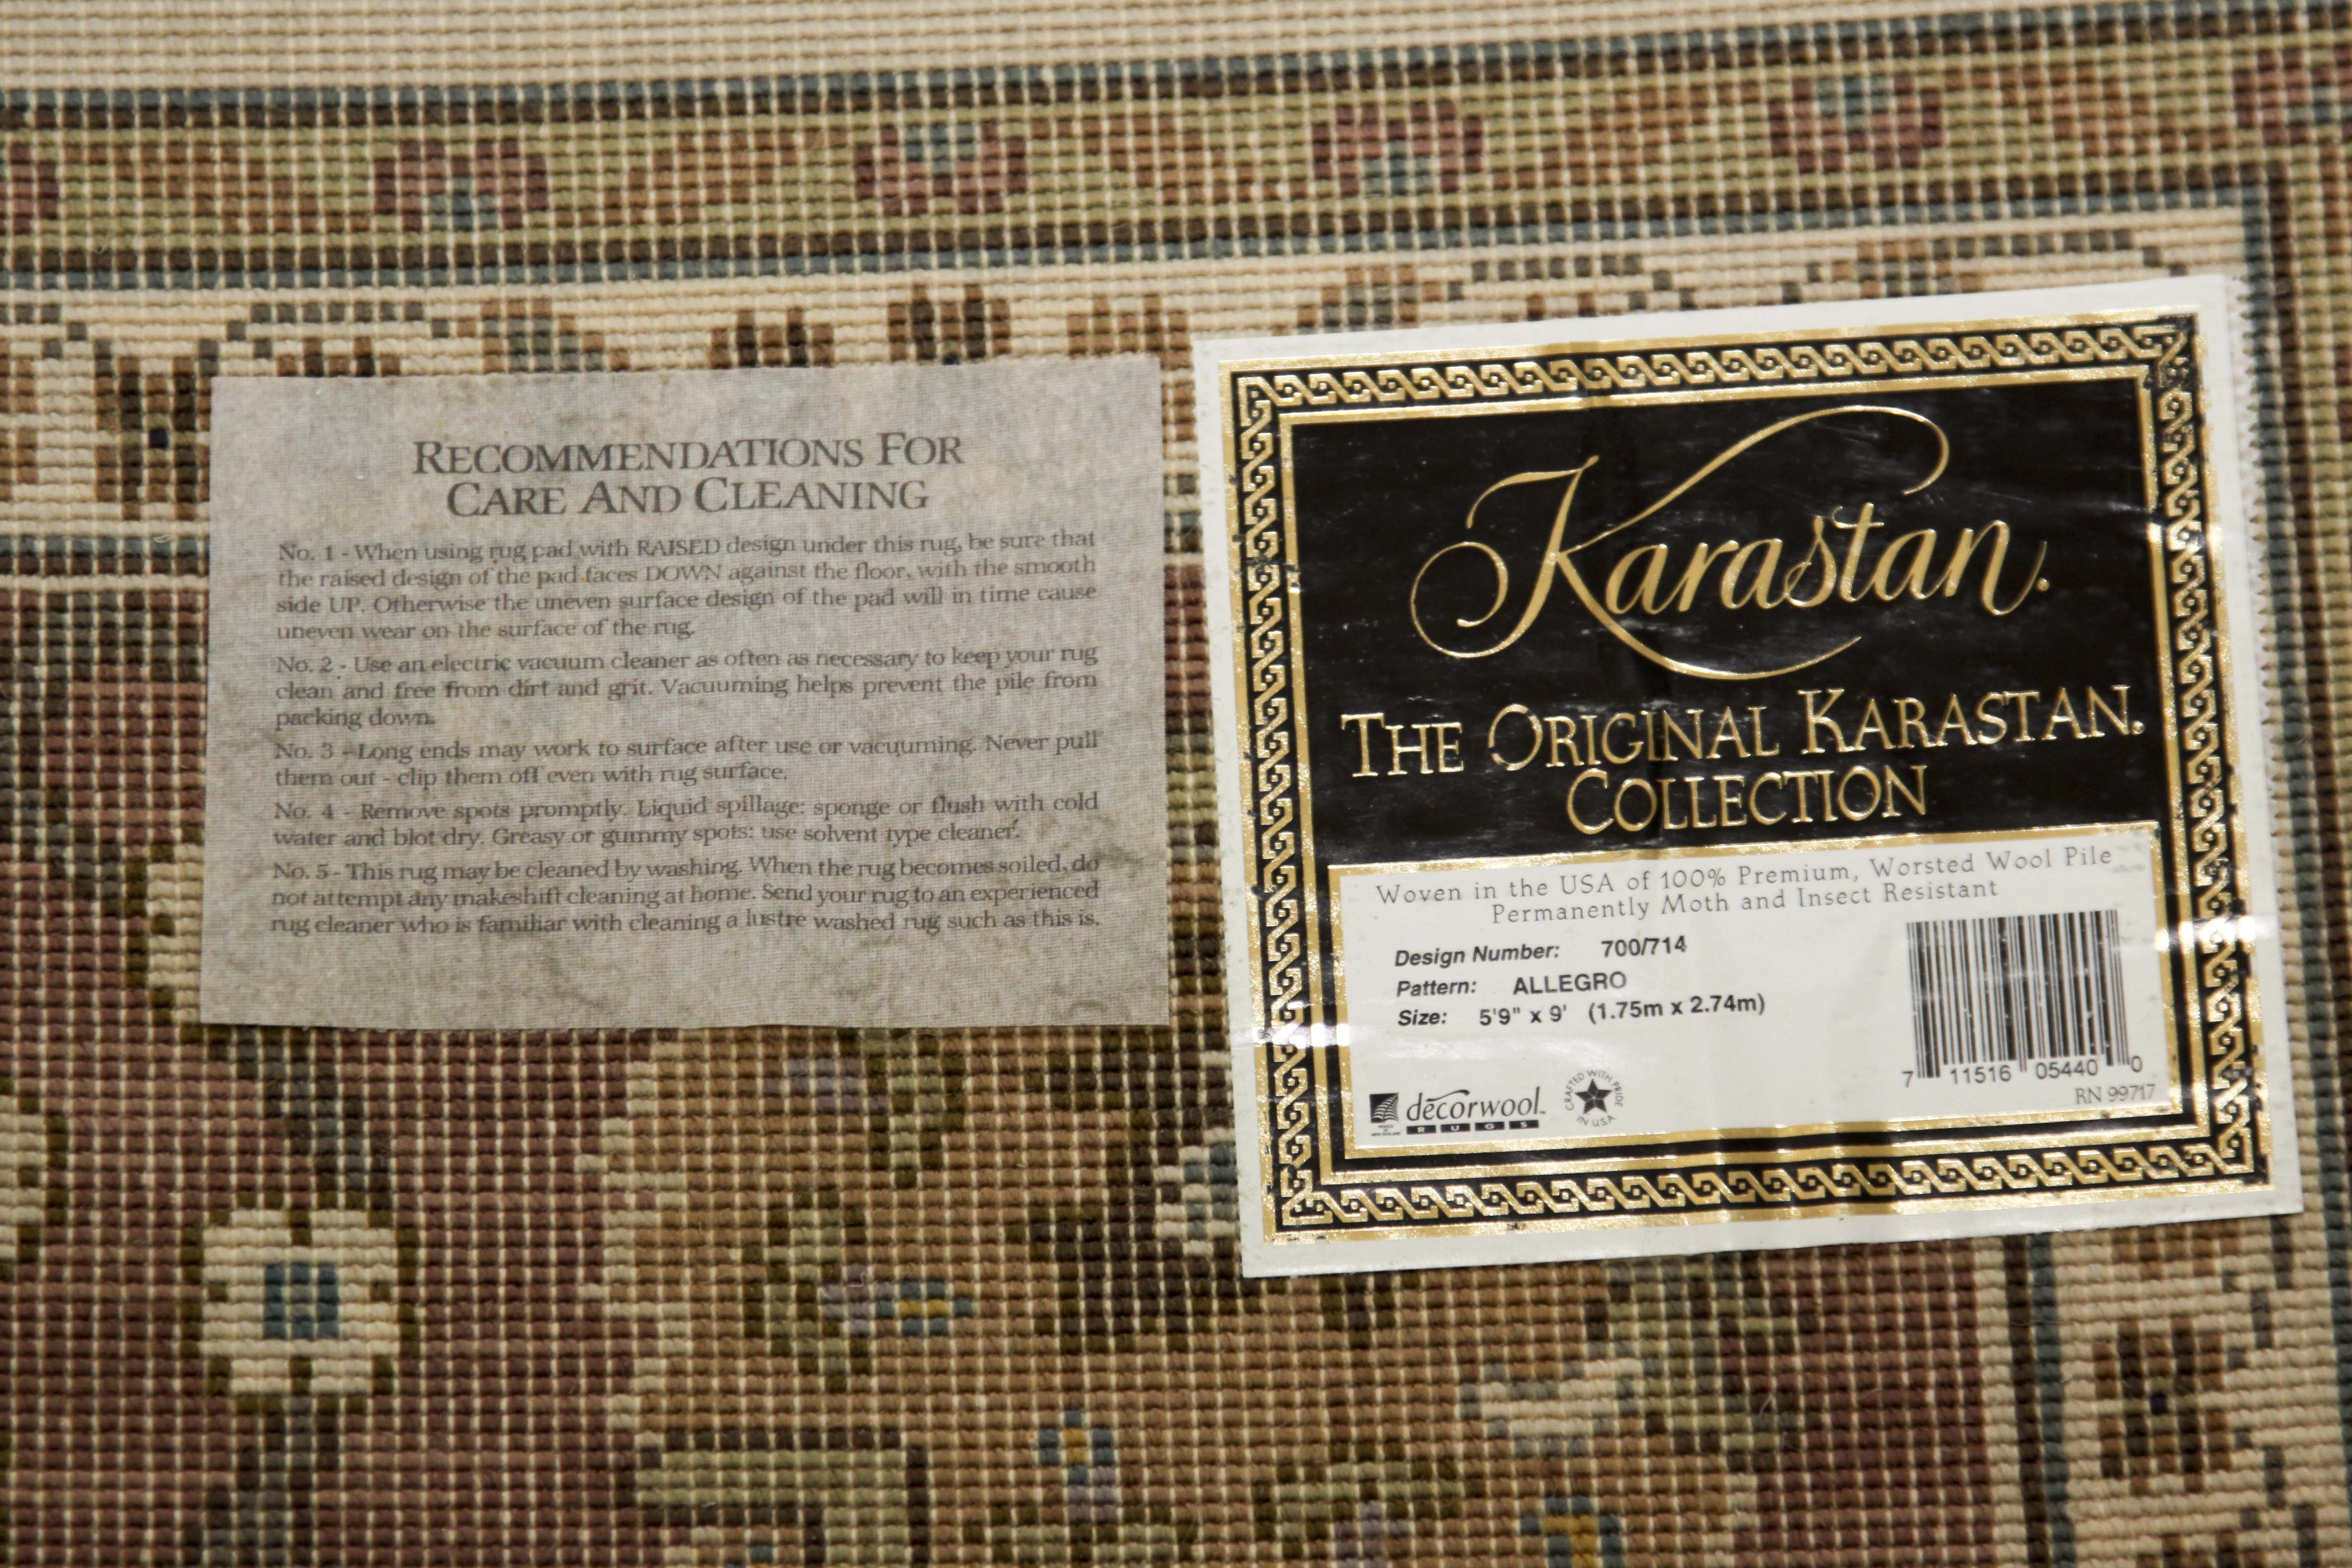 RECOMMENDATIONS FOR
CARE AND CLEANING
No. 1 - When using rug pad with RAISED design under this rug, be sure that
the raised design of the pad faces DOWN against the floor, with the smooth
side UP. Otherwise the uneven surface design of the pad will in time cause
uneven wear on the surface of the rug.
No. 2 - Use an electric vacuum cleaner as often as necessary to keep your rug
clean and free from dirt and grit. Vacuuming helps prevent the pile from
packing down.
No. 3 - Long ends may work to surface after use or vacuuming. Never pull
them out - clip them off even with rug surface.
No. 4 - Remove spots promptly. Liquid spillage: sponge or flush with cold
water and blot dry. Greasy or gummy spots: use solvent type cleaner.
No. 5 - This rug may be cleaned by washing. When the rug becomes soiled, do
not attempt any makeshift cleaning at home. Send your rug to an experienced
rug cleaner who is familiar with cleaning a lustre washed rug such as this is.
Karastan.
THE ORIGINAL KARASTAN.
COLLECTION
Woven in the USA of 100% Premium, Worsted Wool Pile
Permanently Moth and Insect Resistant
Design Number: 700/714
Pattern: ALLEGRO
Size: 5'9" x 9' (1.75m x 2.74m)
7 11516 05440 0
RN 99717
decorwool
RUGS
CRAFTED WITH PRIDE
IN U.S.A.